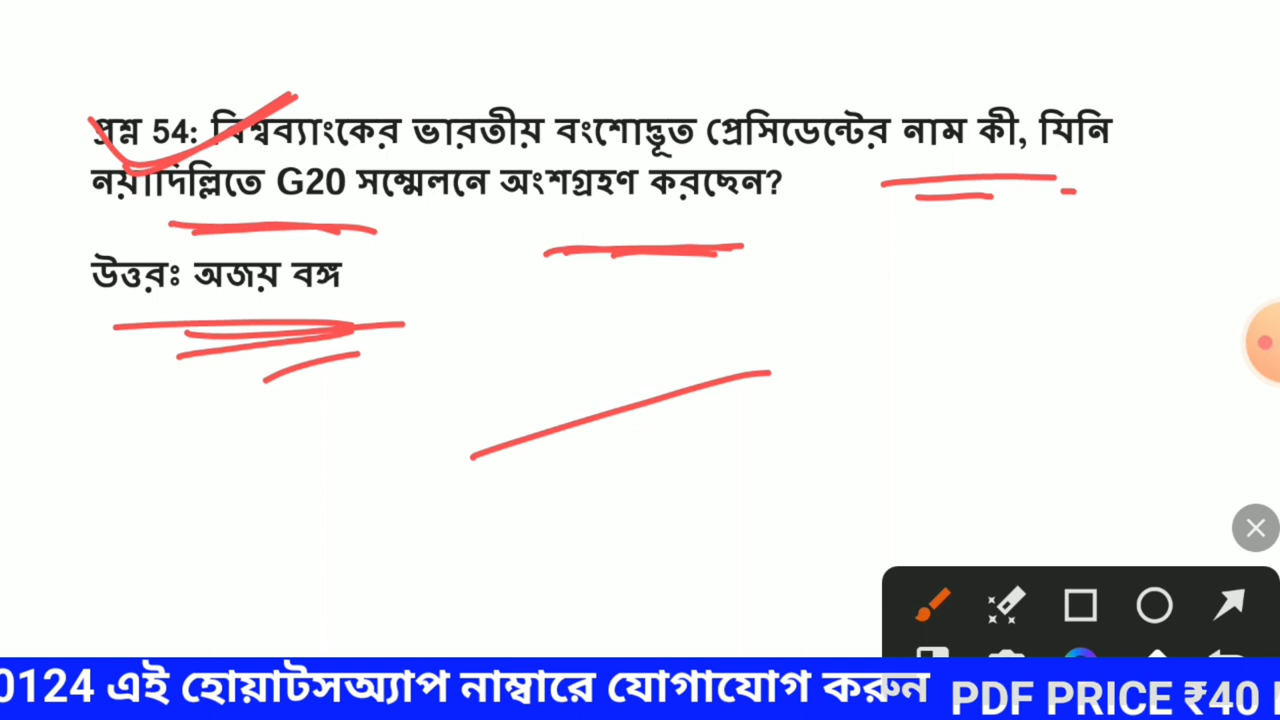 প্রশ্ন 54: বিশ্বব্যাংকের ভারতীয় বংশোদ্ভূত প্রেসিডেন্টের নাম কী, যিনি
নয়াদিল্লিতে G20 সম্মেলনে অংশগ্রহণ করছেন?
উত্তরঃ অজয় বঙ্গ
0124 এই হোয়াটসঅ্যাপ নাম্বারে যোগাযোগ করুন PDF PRICE ₹40